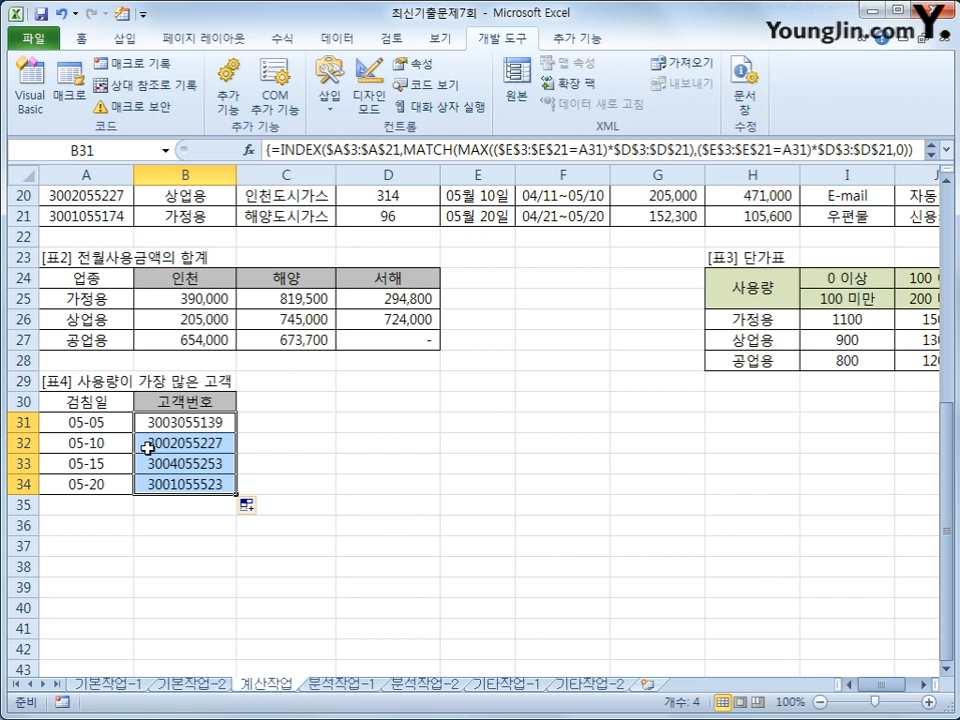 최신기출문제7회 - Microsoft Excel
Younglin.com Y.
파일 홈 삽입 페이지 레이아웃 수식 데이터 검토 보기 개발 도구 추가 기능
Visual Basic
매크로
매크로 기록
상대 참조로 기록
매크로 보안
코드
추가 기능
COM 추가 기능
추가 기능
삽입
디자인 모드
속성
코드 보기
대화 상자 실행
컨트롤
원본
맵 속성
확장 팩
데이터 새로 고침
가져오기
내보내기
XML
문서 창
수정
B31 fx {=INDEX($A$3:$A$21,MATCH(MAX(($E$3:$E$21=A31)*$D$3:$D$21),($E$3:$E$21=A31)*$D$3:$D$21,0))
A B C D E F G H I J
20 3002055227 상업용 인천도시가스 314 05월 10일 04/11~05/10 205,000 471,000 E-mail 자동
21 3001055174 가정용 해양도시가스 96 05월 20일 04/21~05/20 152,300 105,600 우편물 신용
22
23 [표2] 전월사용금액의 합계 [표3] 단가표
24 업종 인천 해양 서해 사용량 0 이상 100
25 가정용 390,000 819,500 294,800 100 미만 200
26 상업용 205,000 745,000 724,000 가정용 1100 150
27 공업용 654,000 673,700 - 상업용 900 130
28 공업용 800 120
29 [표4] 사용량이 가장 많은 고객
30 검침일 고객번호
31 05-05 3003055139
32 05-10 3002055227
33 05-15 3004055253
34 05-20 3001055523
35
36
37
38
39
40
41
42
43
기본작업-1 기본작업-2 계산작업 분석작업-1 분석작업-2 기타작업-1 기타작업-2
준비 개수: 4 100%